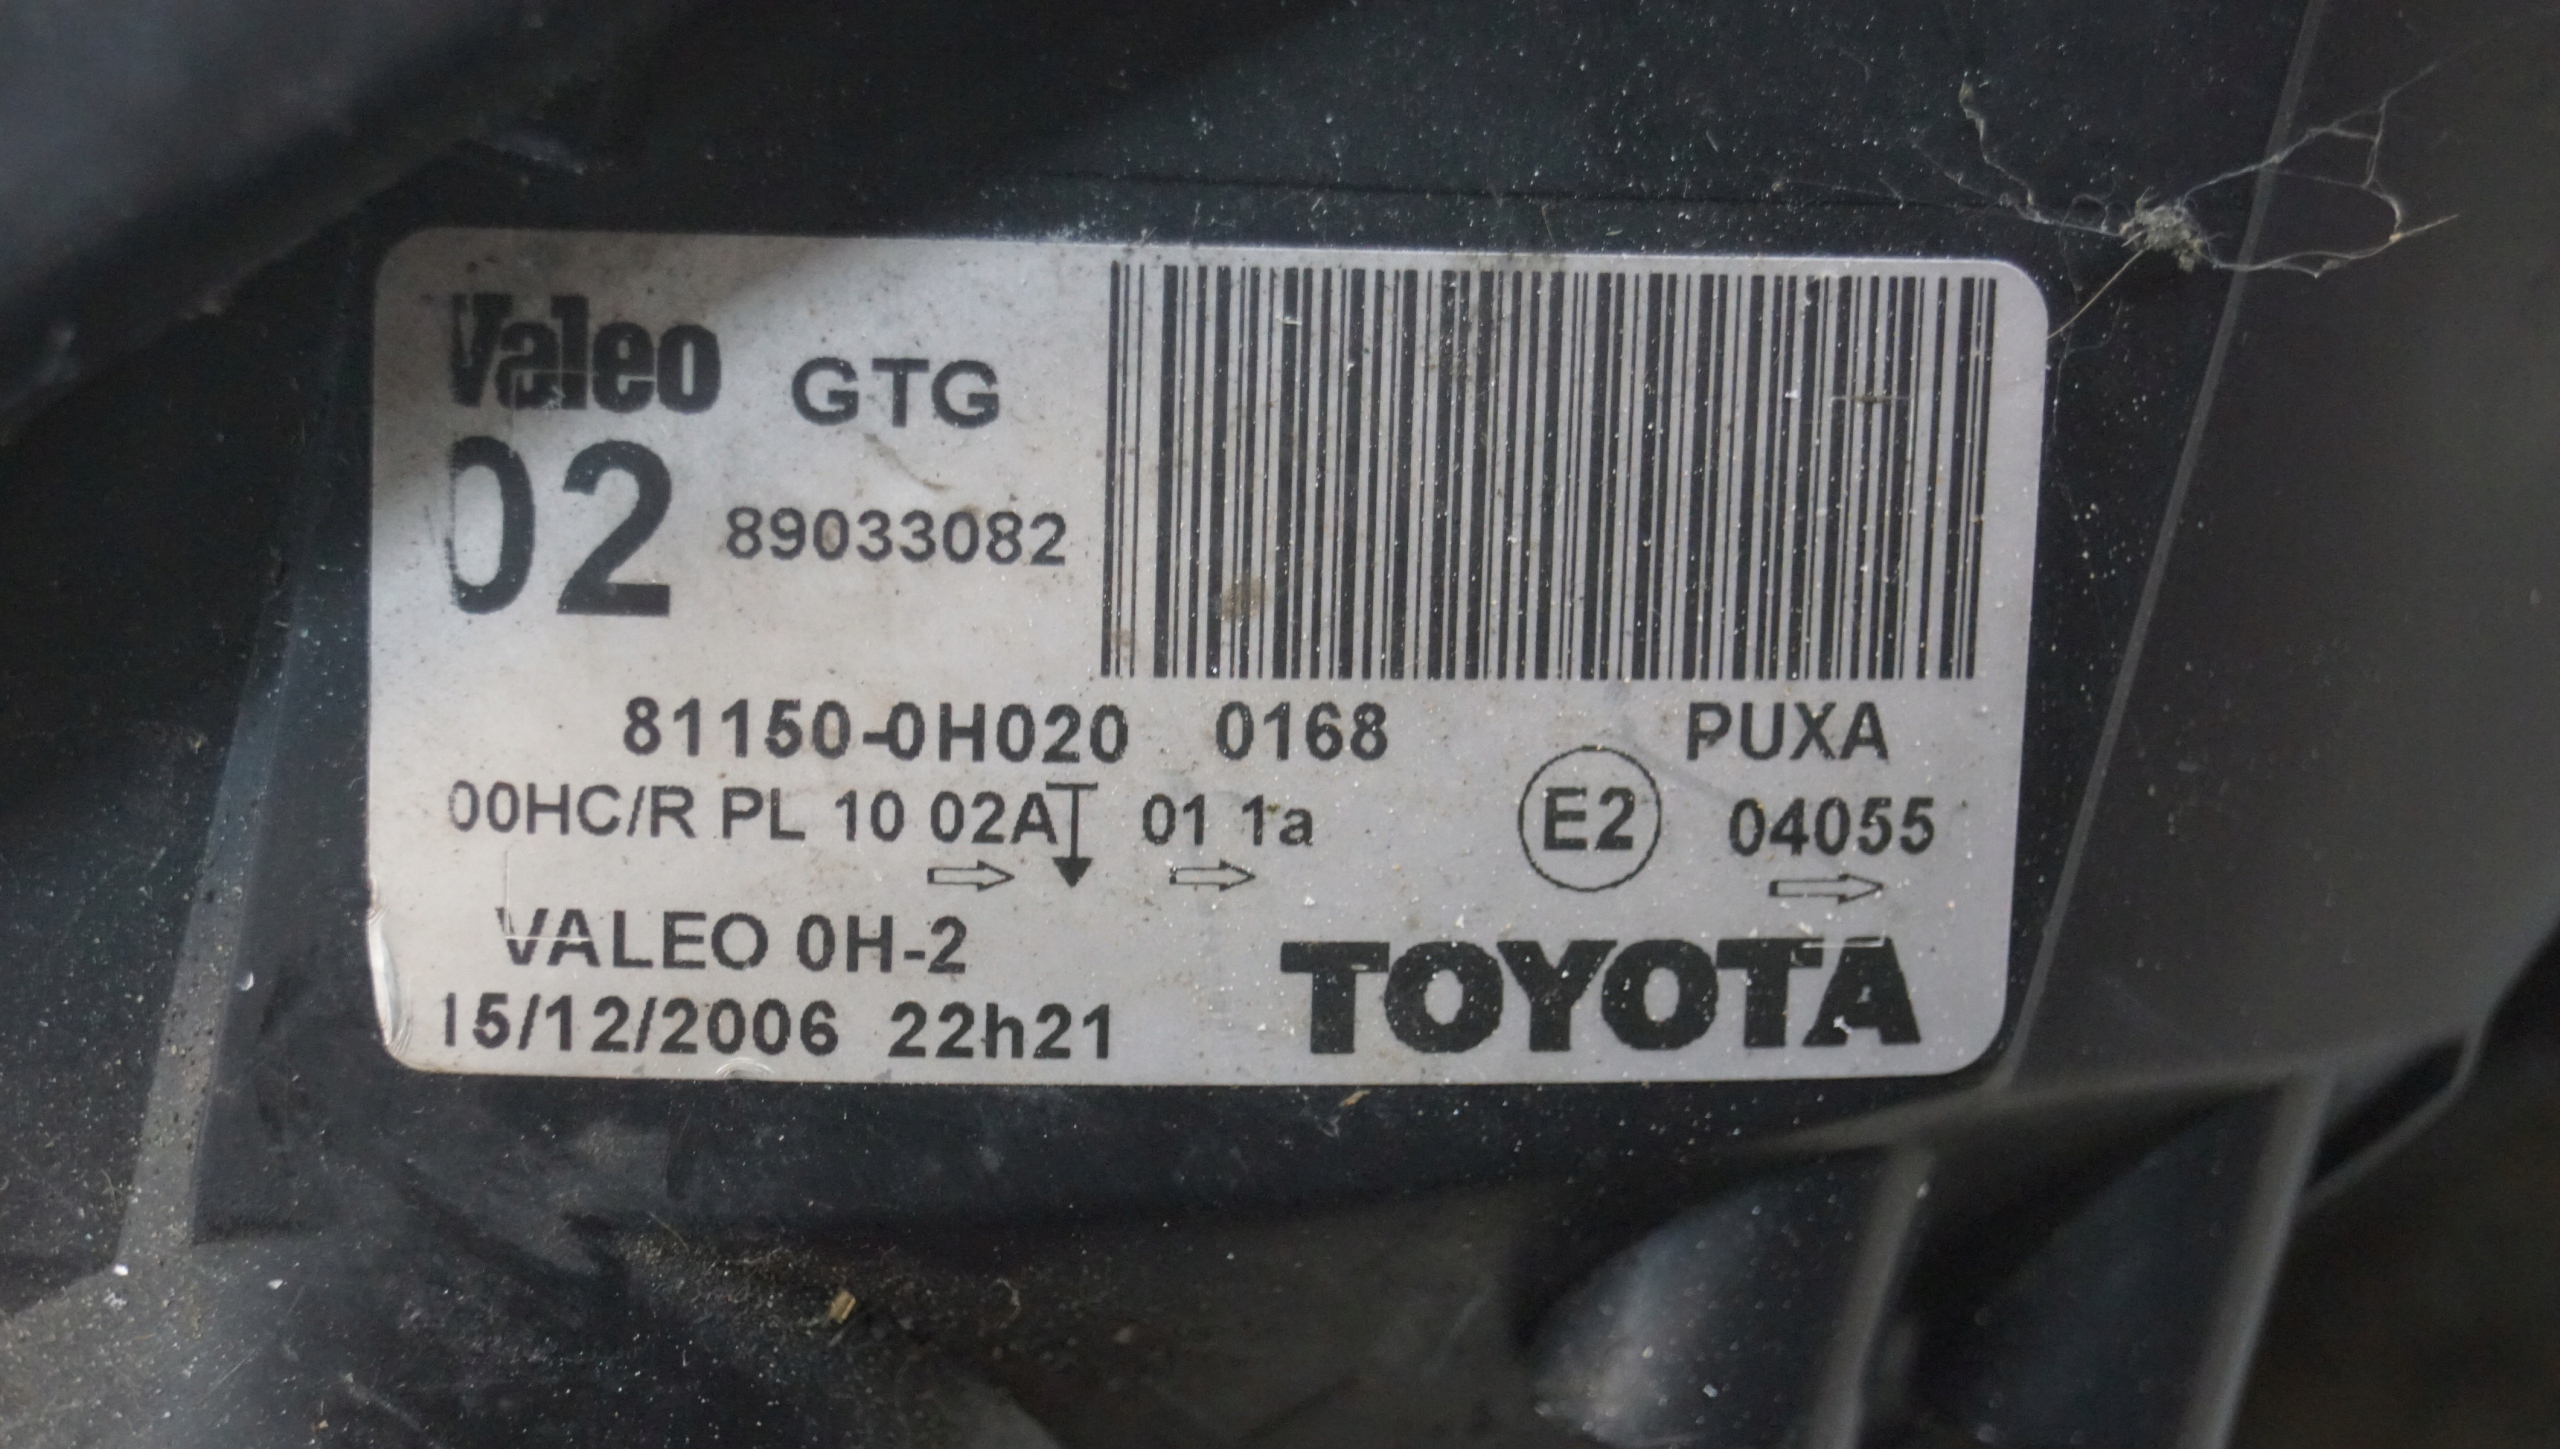 Valeo GTG
02 89033082
81150-0H020 0168 PUXA
00HC/R PL 10 02A 01 1a E2 04055
VALEO 0H-2
15/12/2006 22h21
TOYOTA